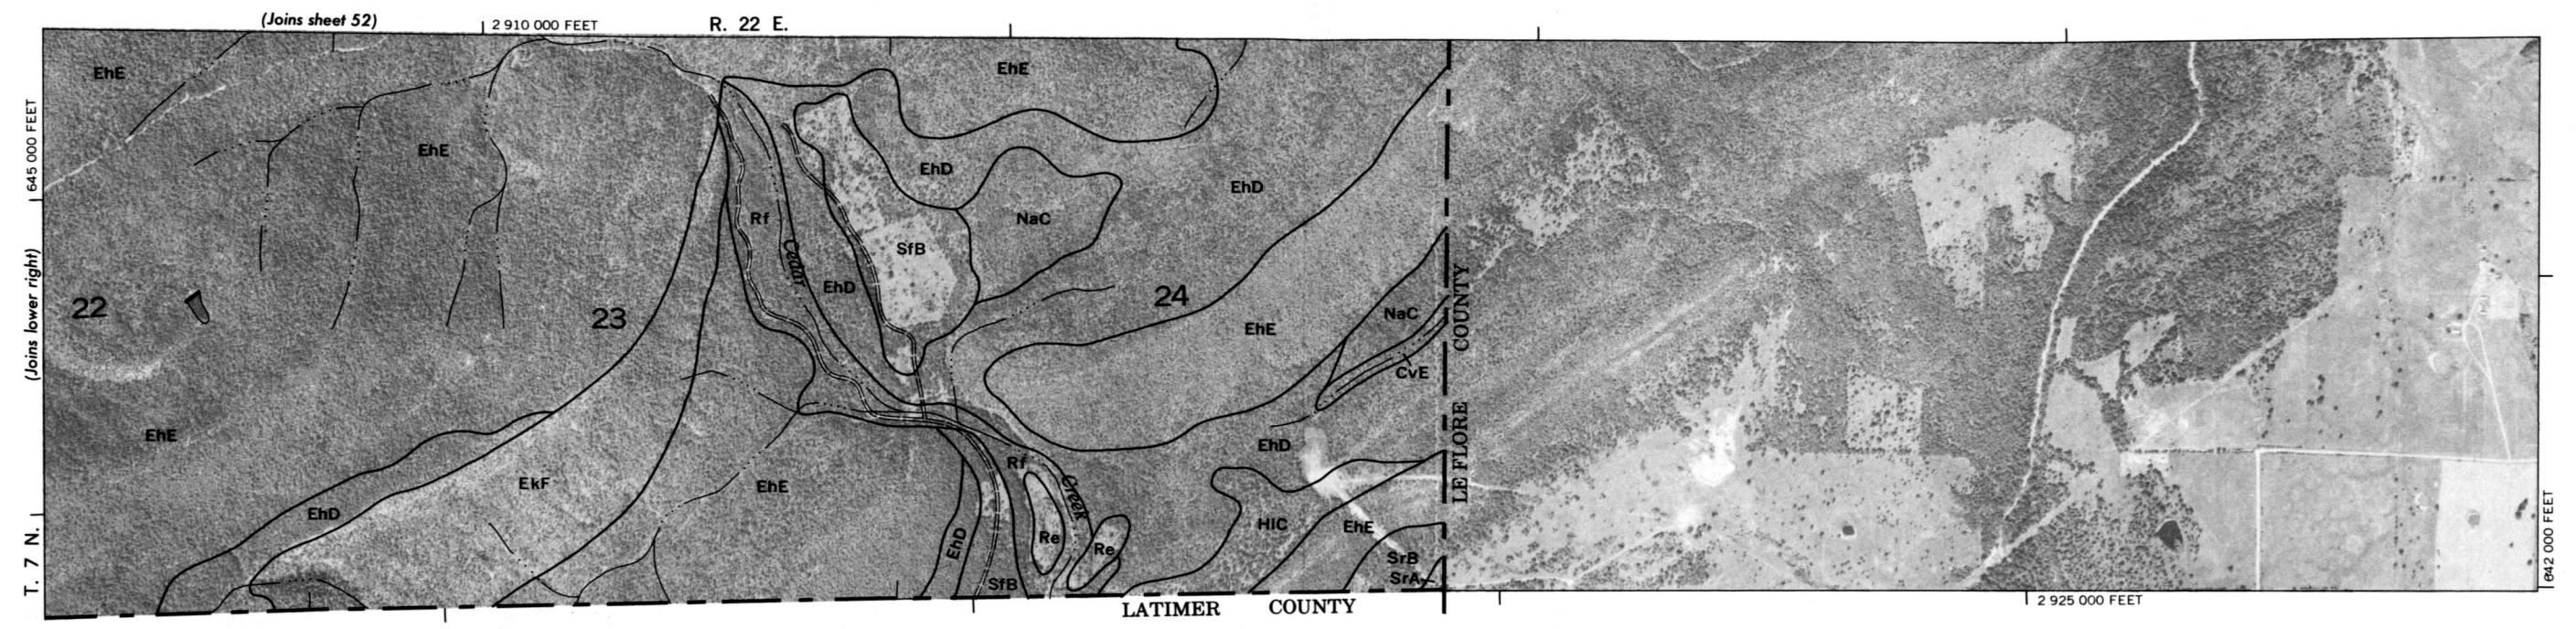 (Joins sheet 52)
2 910 000 FEET
R. 22 E.
645 000 FEET
(Joins lower right)
T. 7 N.
EhE
EhE
EhE
EhD
EhD
NaC
Rf
Cedar
SfB
EhD
22
23
24
EhE
NaC
CvE
LE FLORE COUNTY
EhE
EhD
Rf
Creek
EkF
EhE
EhD
EhD
Re
Re
HIC
EhE
SrB
SrA
SfB
LATIMER COUNTY
2 925 000 FEET
642 000 FEET